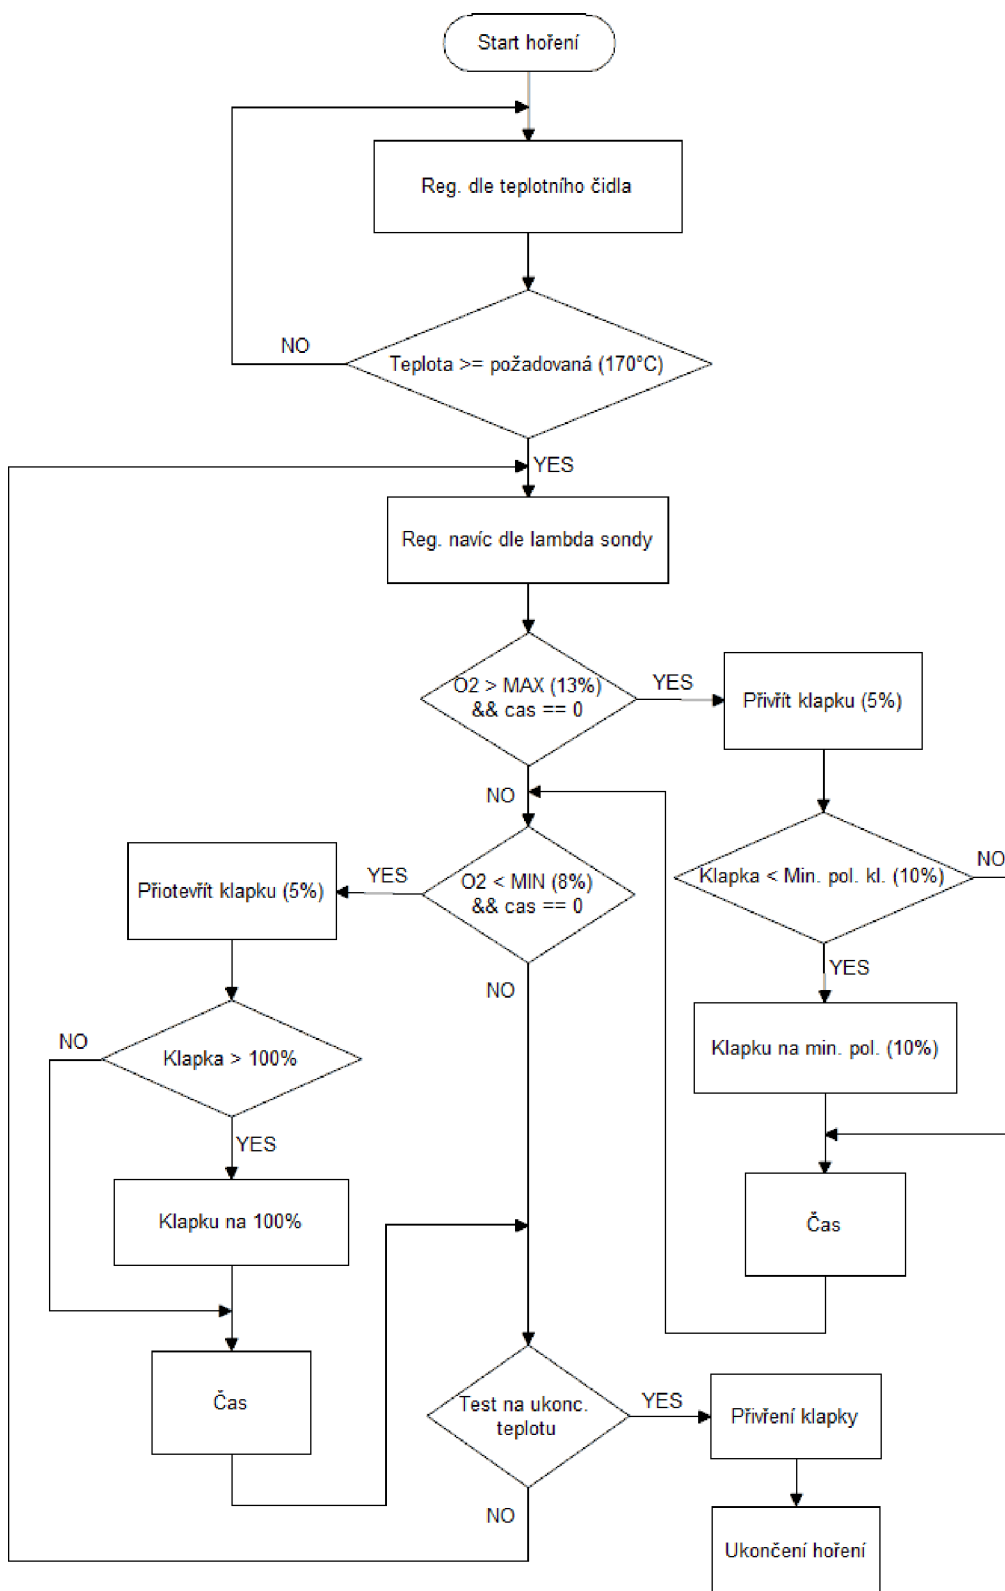 Start hoření
Reg. dle teplotního čidla
NO
Teplota >= požadovaná (170°C)
YES
Reg. navíc dle lambda sondy
O2 > MAX (13%)
&& cas == 0
YES
Přivřít klapku (5%)
NO
O2 < MIN (8%)
&& cas == 0
YES
Přiotevřít klapku (5%)
Klapka < Min. pol. kl. (10%)
NO
YES
NO
NO
Klapka > 100%
Klapku na min. pol. (10%)
YES
Klapku na 100%
Čas
Čas
Test na ukonc.
teplotu
YES
Přivření klapky
NO
Ukončení hoření